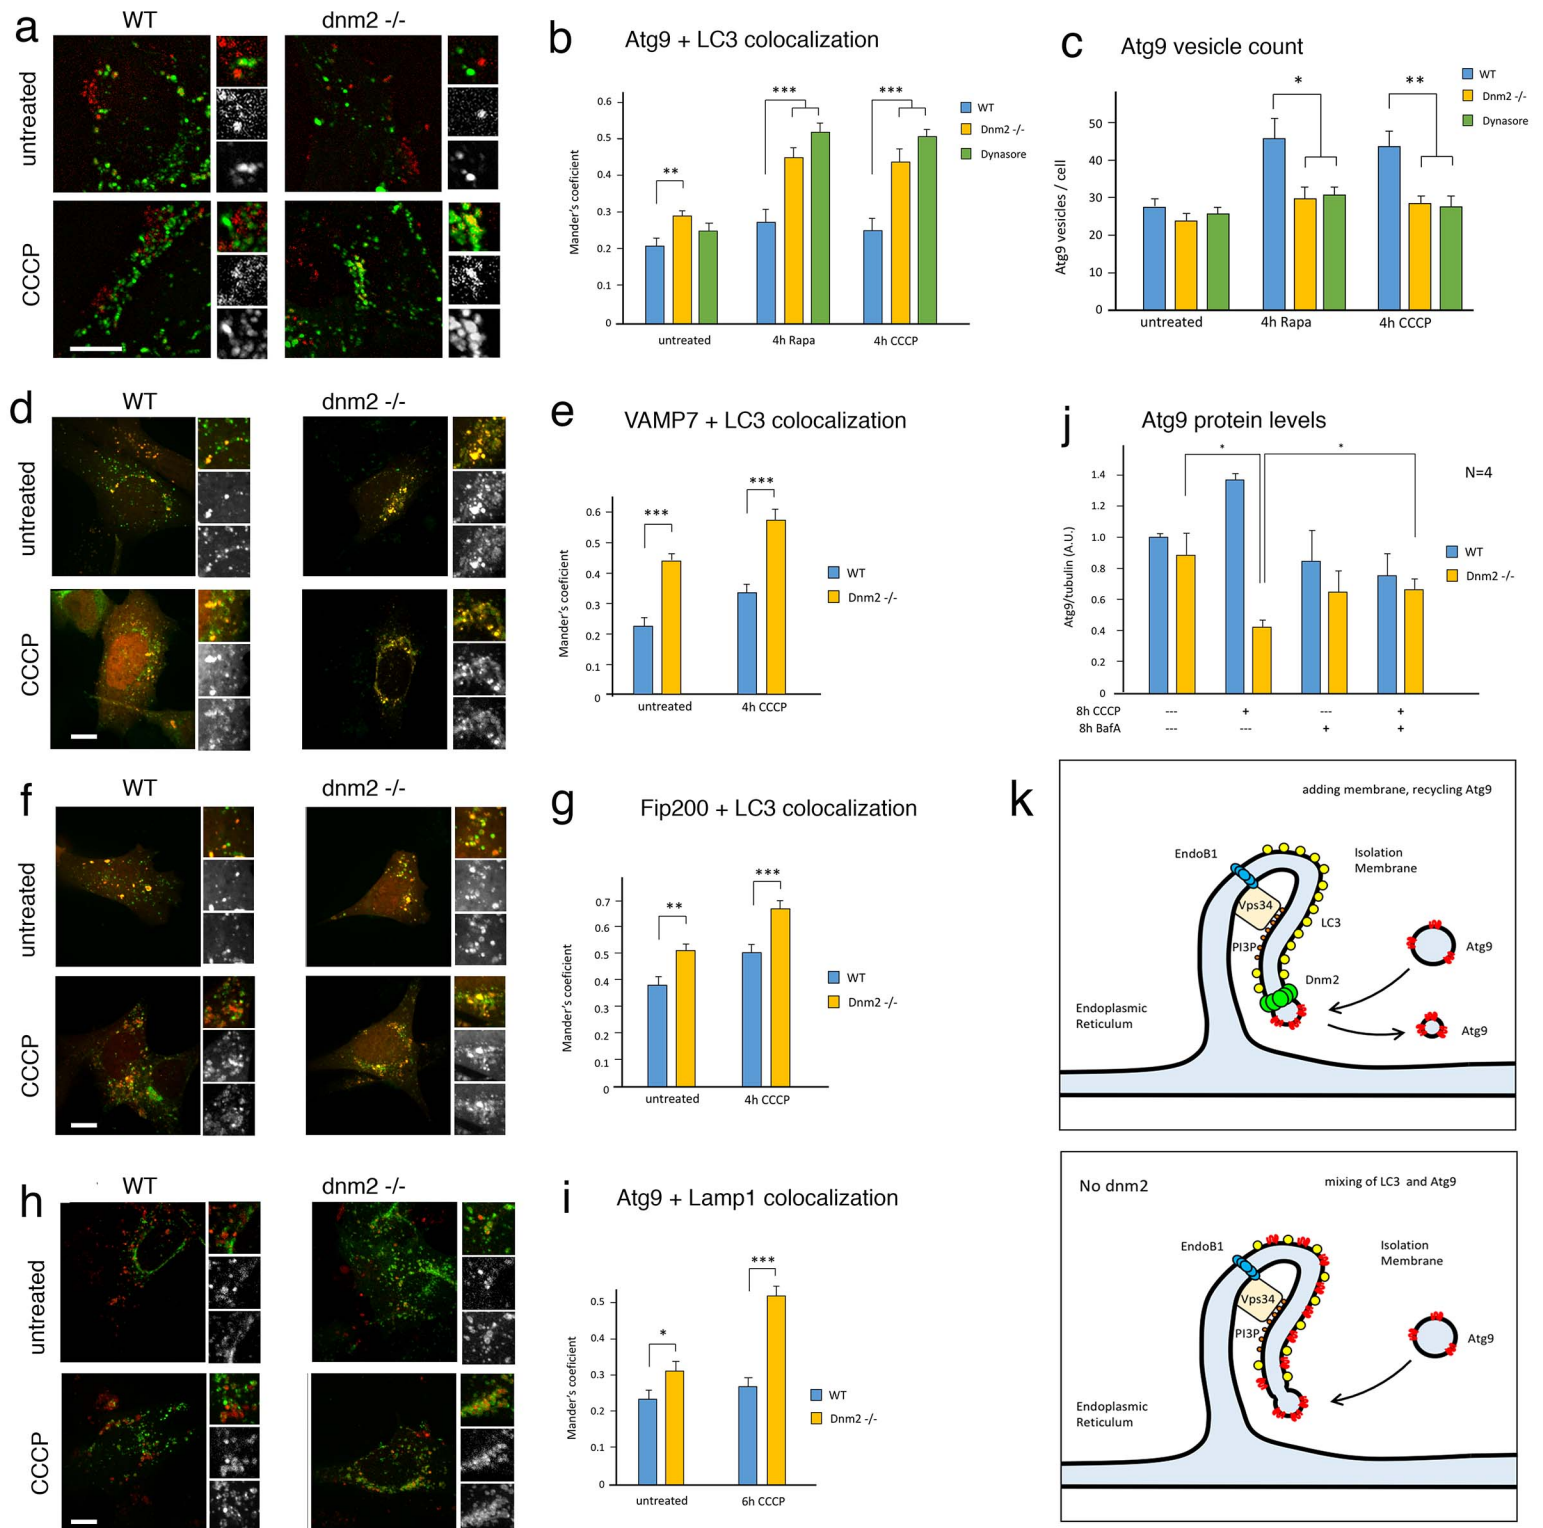 a
WT
dnm2 -/-
untreated
CCCP
b
Atg9 + LC3 colocalization
Mander's coeficient
0.6
0.5
0.4
0.3
0.2
0.1
0
**
***
***
WT
Dnm2 -/-
Dynasore
untreated
4h Rapa
4h CCCP
c
Atg9 vesicle count
Atg9 vesicles / cell
50
40
30
20
10
0
*
**
WT
Dnm2 -/-
Dynasore
untreated
4h Rapa
4h CCCP
d
WT
dnm2 -/-
untreated
CCCP
e
VAMP7 + LC3 colocalization
Mander's coefficient
0.6
0.5
0.4
0.3
0.2
0.1
0
***
***
WT
Dnm2 -/-
untreated
4h CCCP
j
Atg9 protein levels
N=4
Atg9/tubulin (A.U.)
1.4
1.2
1.0
0.8
0.6
0.4
0.2
0
*
*
WT
Dnm2 -/-
8h CCCP --- + --- +
8h BafA --- --- + +
f
WT
dnm2 -/-
untreated
CCCP
g
Fip200 + LC3 colocalization
Mander's coefficient
0.7
0.6
0.5
0.4
0.3
0.2
0.1
0
**
***
WT
Dnm2 -/-
untreated
4h CCCP
h
WT
dnm2 -/-
untreated
CCCP
i
Atg9 + Lamp1 colocalization
Mander's coefficient
0.5
0.4
0.3
0.2
0.1
0
*
***
WT
Dnm2 -/-
untreated
6h CCCP
k
adding membrane, recycling Atg9
EndoB1
Isolation
Membrane
Vps34
LC3
PI3P
Atg9
Dnm2
Endoplasmic
Reticulum
Atg9
No dnm2
mixing of LC3 and Atg9
EndoB1
Isolation
Membrane
Vps34
PI3P
Atg9
Endoplasmic
Reticulum